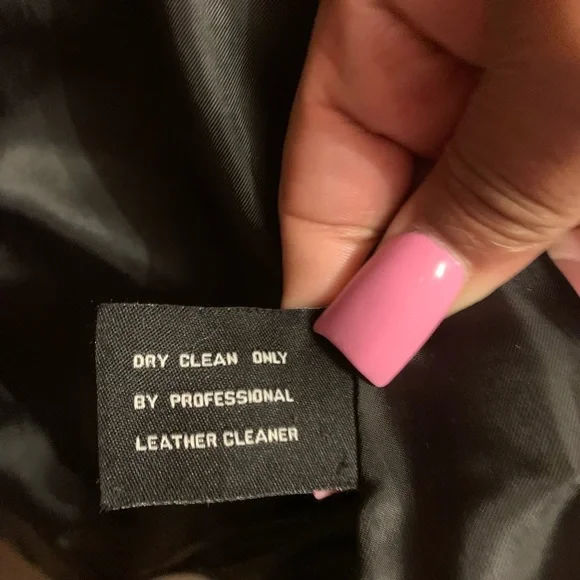 DRY CLEAN ONLY
BY PROFESSIONAL
LEATHER CLEANER